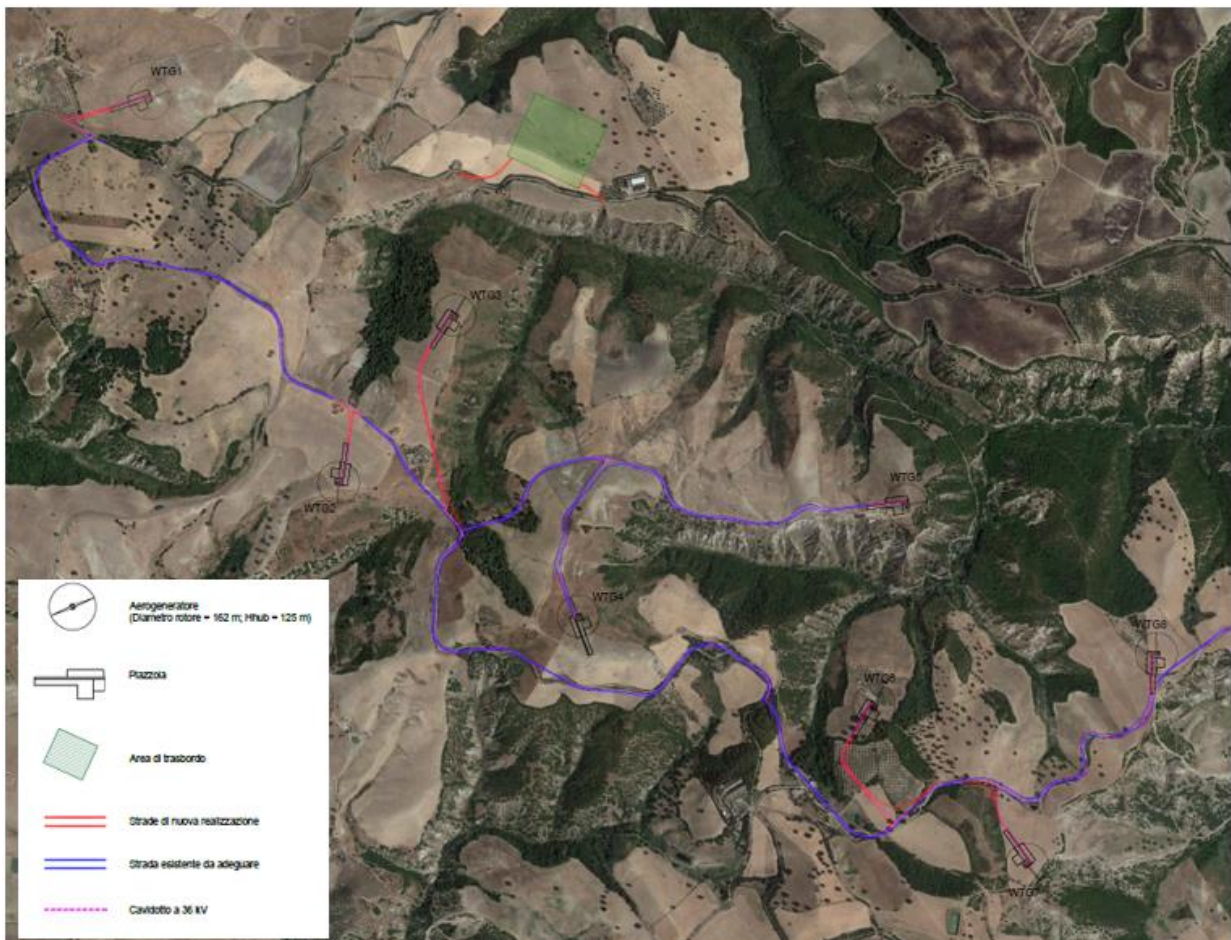 WTG1
WTG3
WTG2
WTG5
WTG4
WTG8
WTG6
WTG7
Aerogeneratore
(Diametro rotore = 162 m; Hhub = 125 m)
Piazzola
Area di trasbordo
Strade di nuova realizzazione
Strada esistente da adeguare
Cavidotto a 36 kV